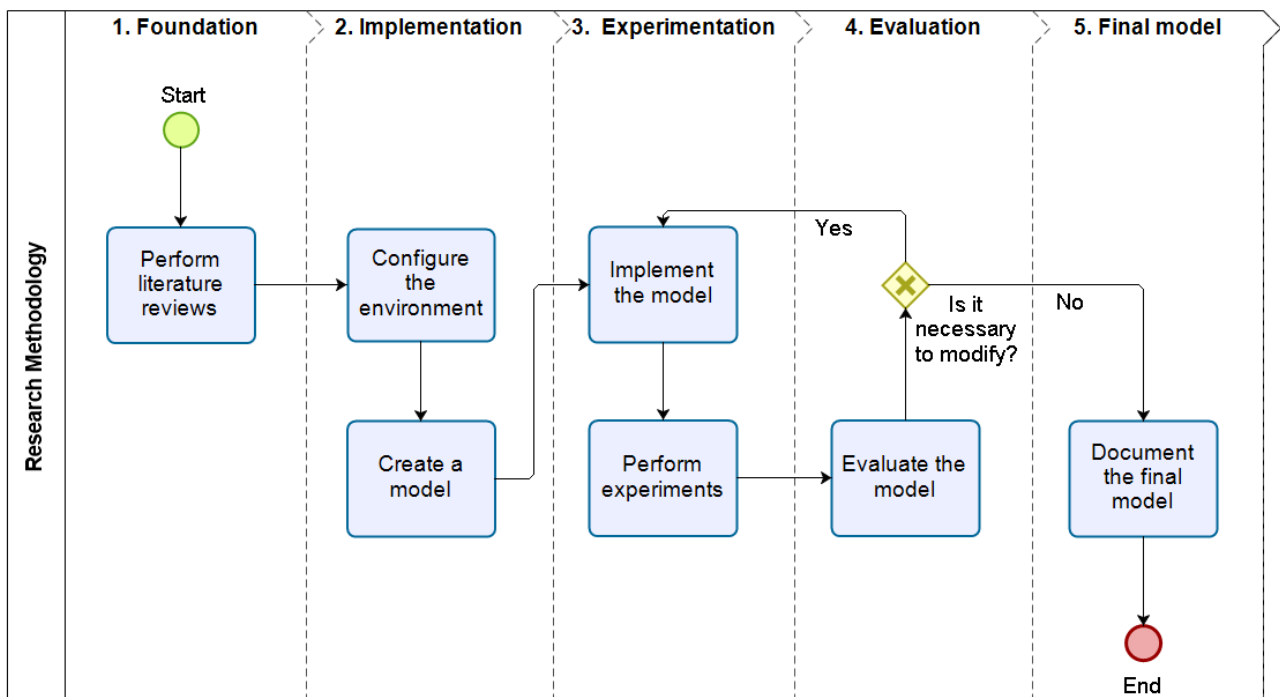 1. Foundation
2. Implementation
3. Experimentation
4. Evaluation
5. Final model
Research Methodology
Start
Perform
literature
reviews
Configure
the
environment
Create a
model
Implement
the model
Perform
experiments
Evaluate the
model
Yes
Is it
necessary
to modify?
No
Document
the final
model
End